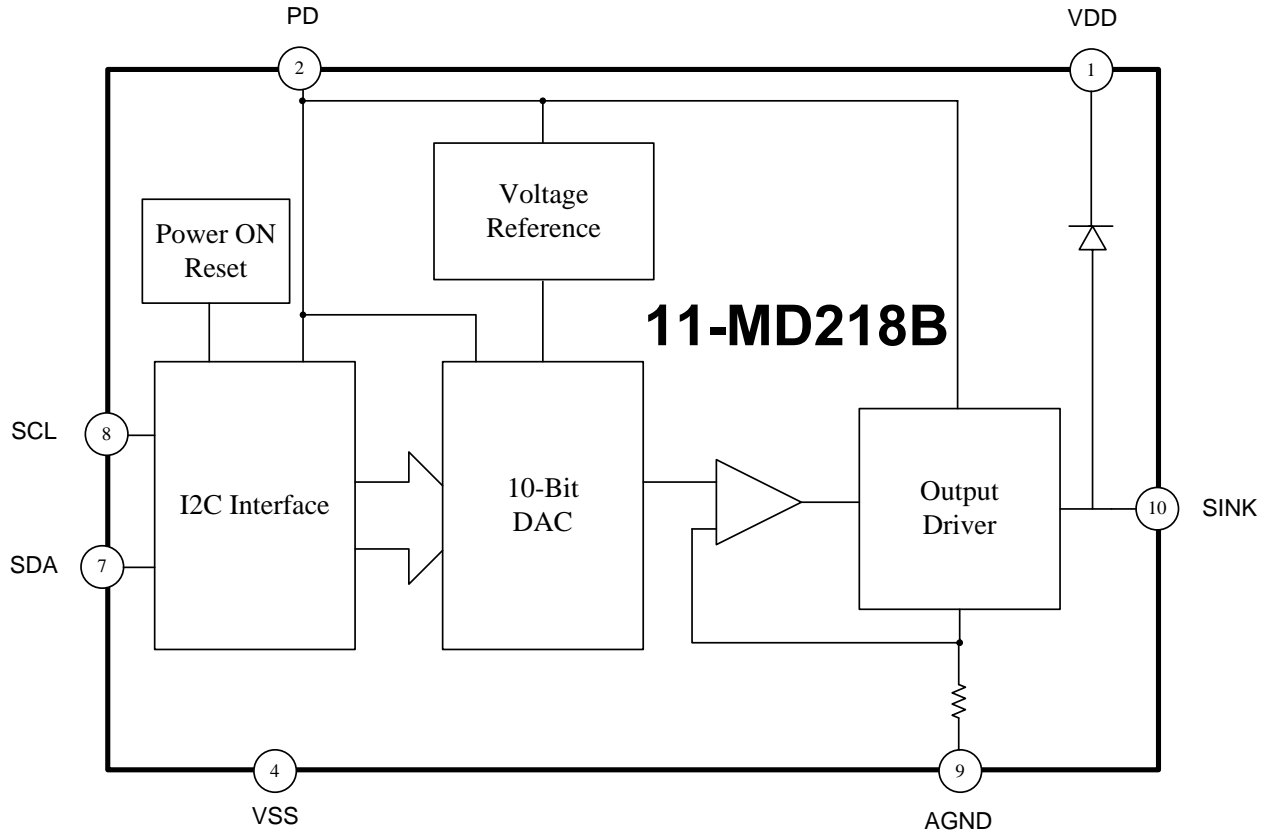 PD
VDD
2
1
Voltage
Reference
Power ON
Reset
11-MD218B
SCL
8
I2C Interface
10-Bit
DAC
Output
Driver
10
SINK
SDA
7
4
VSS
9
AGND